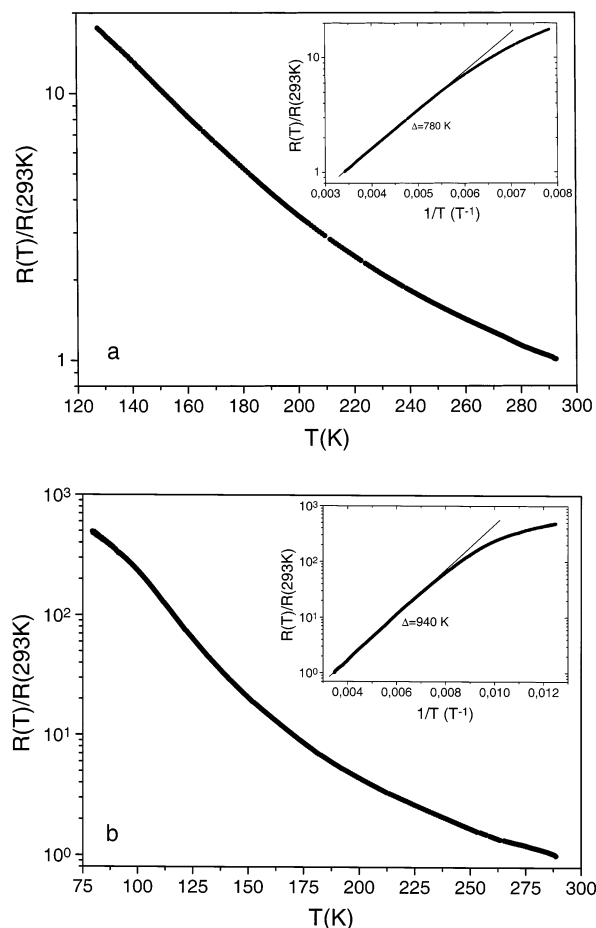 10
1
R(T)/R(293K)
a
120 140 160 180 200 220 240 260 280 300
T(K)
10
1
R(T)/R(293K)
Δ=780 K
0,003 0,004 0,005 0,006 0,007 0,008
1/T (T⁻¹)
10³
10²
10¹
10⁰
R(T)/R(293K)
b
75 100 125 150 175 200 225 250 275 300
T(K)
10³
10²
10¹
10⁰
R(T)/R(293K)
Δ=940 K
0,004 0,006 0,008 0,010 0,012
1/T (T⁻¹)